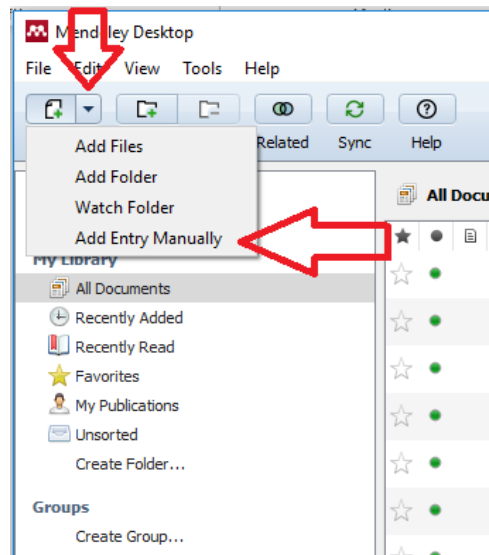 Mendeley Desktop
File Edit View Tools Help
Related Sync Help
Add Files
Add Folder
Watch Folder
Add Entry Manually
All Docu
My Library
All Documents
Recently Added
Recently Read
Favorites
My Publications
Unsorted
Create Folder...
Groups
Create Group...